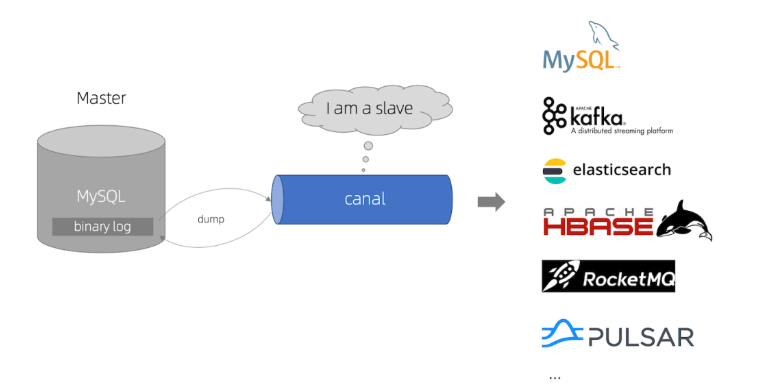 Master
MySQL
binary log
dump
I am a slave
canal
MySQL
TM
APACHE
kafka
A distributed streaming platform
elasticsearch
APACHE
HBASE
RocketMQ
PULSAR
...